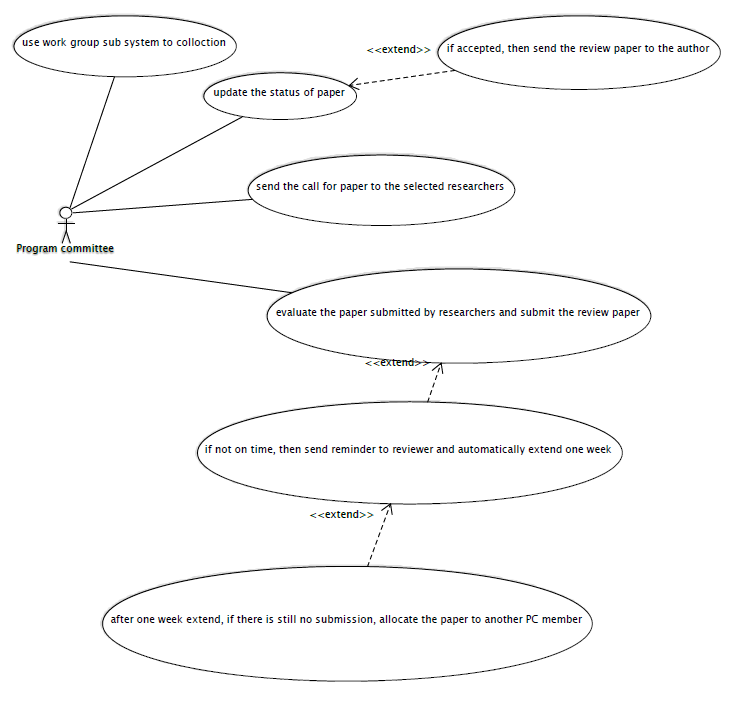 use work group sub system to colloction
<<extend>>
if accepted, then send the review paper to the author
update the status of paper
send the call for paper to the selected researchers
Program committee
evaluate the paper submitted by researchers and submit the review paper
<<extend>>
if not on time, then send reminder to reviewer and automatically extend one week
<<extend>>
after one week extend, if there is still no submission, allocate the paper to another PC member